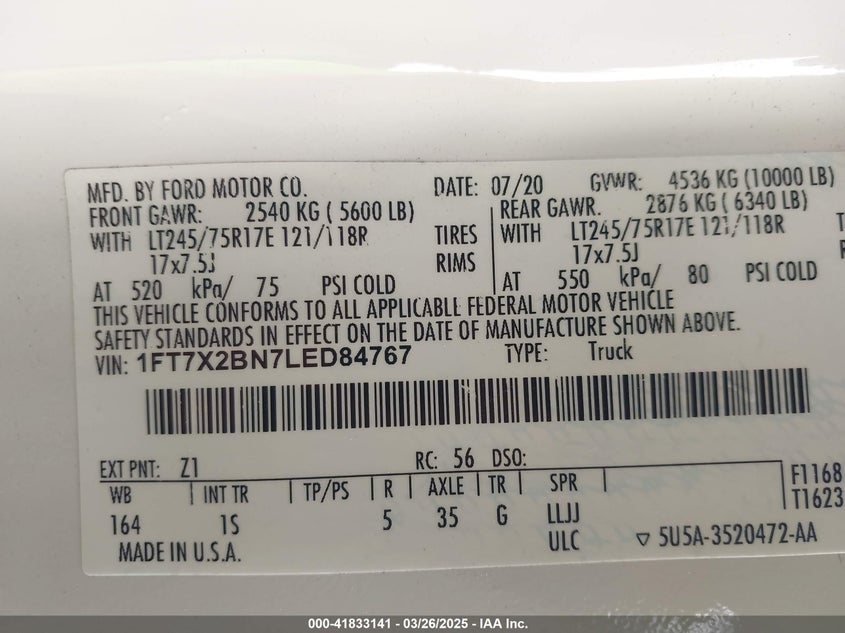 MFD. BY FORD MOTOR CO. DATE: 07/20 GVWR: 4536 KG (10000 LB)
FRONT GAWR: 2540 KG ( 5600 LB) REAR GAWR. 2876 KG ( 6340 LB)
WITH LT245/75R17E 121/118R TIRES WITH LT245/75R17E 121/118R
17x7.5J RIMS 17x7.5J
AT 520 kPa/ 75 PSI COLD AT 550 kPa/ 80 PSI COLD
THIS VEHICLE CONFORMS TO ALL APPLICABLE FEDERAL MOTOR VEHICLE
SAFETY STANDARDS IN EFFECT ON THE DATE OF MANUFACTURE SHOWN ABOVE.
VIN: 1FT7X2BN7LED84767 TYPE: Truck
EXT PNT: Z1 RC: 56 DSO:
WB INT TR TP/PS R AXLE TR SPR F1168
164 1S 5 35 G LLJJ T1623
ULC
MADE IN U.S.A. ▽ 5U5A-3520472-AA
000-41833141 - 03/26/2025 - IAA Inc.